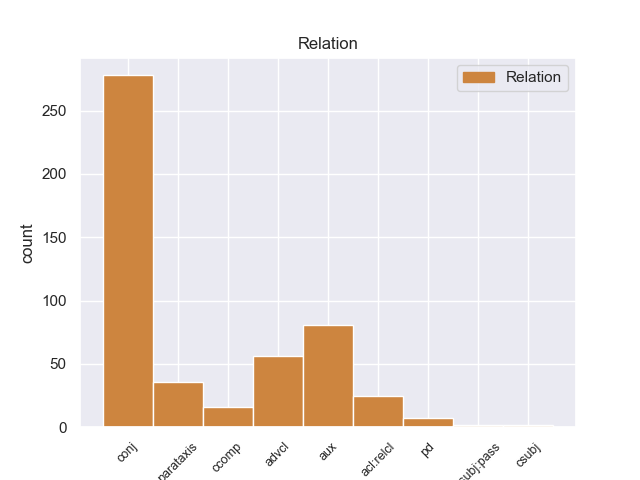 Relation
Relation
count
250
200
150
100
50
0
conj
parataxis
ccomp
advcl
aux
acl:relcl
pd
csubj